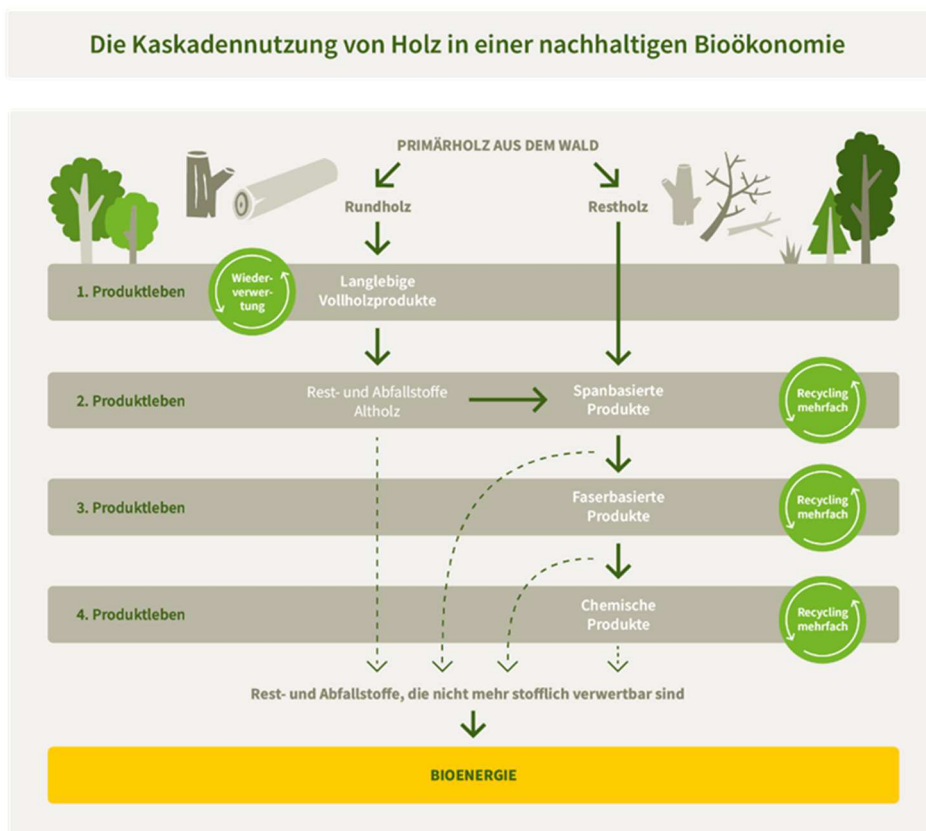 Die Kaskadennutzung von Holz in einer nachhaltigen Bioökonomie
PRIMÄRHOLZ AUS DEM WALD
Rundholz
Restholz
1. Produktleben
Wieder-
verwer-
tung
Langlebige
Vollholzprodukte
2. Produktleben
Rest- und Abfallstoffe
Altholz
Spanbasierte
Produkte
Recycling
mehrfach
3. Produktleben
Faserbasierte
Produkte
Recycling
mehrfach
4. Produktleben
Chemische
Produkte
Recycling
mehrfach
Rest- und Abfallstoffe, die nicht mehr stofflich verwertbar sind
BIOENERGIE